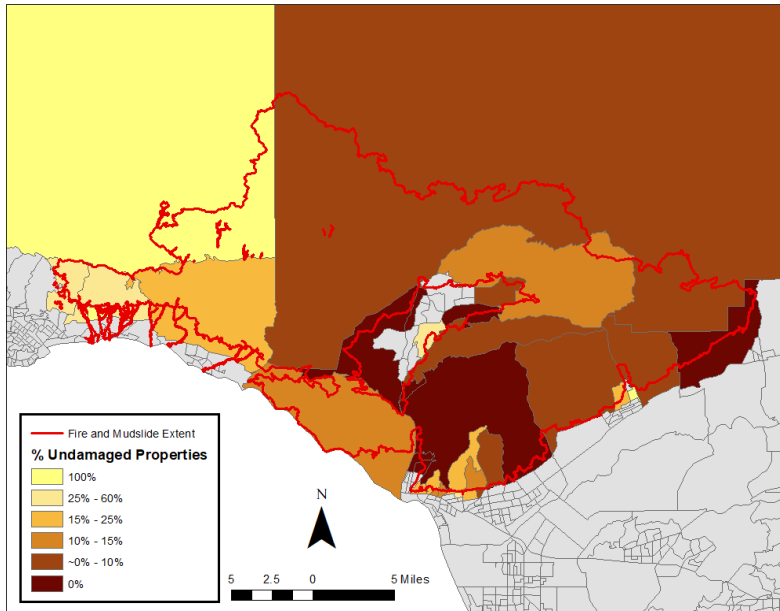 Fire and Mudslide Extent
% Undamaged Properties
100%
25% - 60%
15% - 25%
10% - 15%
~0% - 10%
0%
N
5 2.5 0 5 Miles